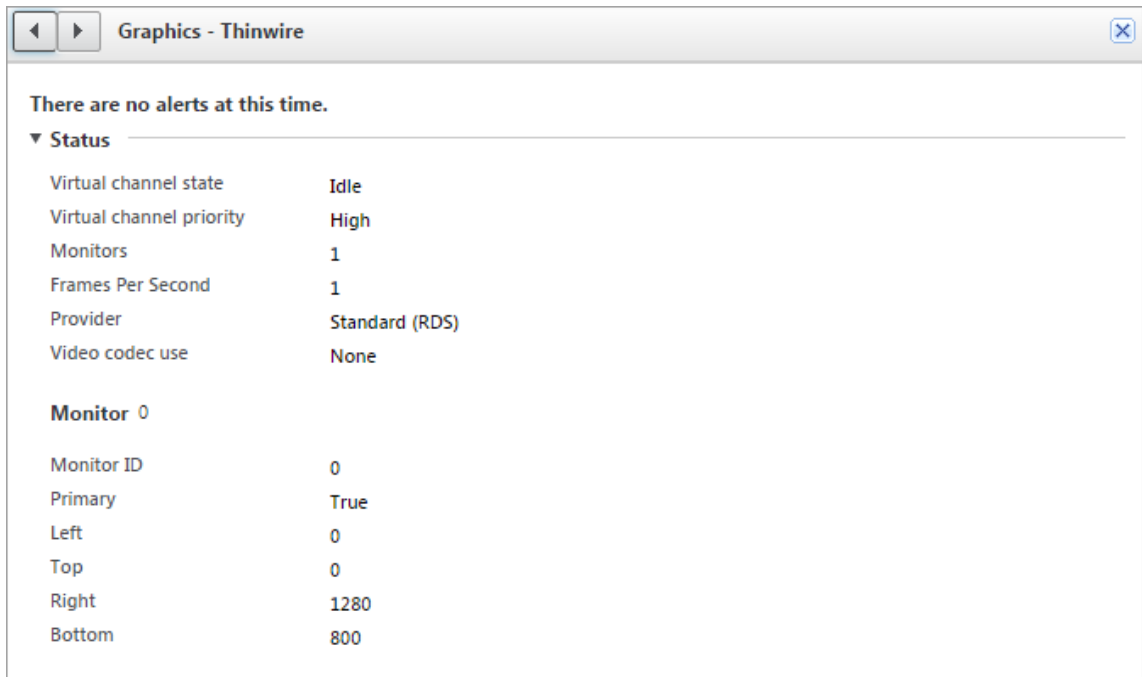 Graphics - Thinwire
There are no alerts at this time.
Status
Virtual channel state Idle
Virtual channel priority High
Monitors 1
Frames Per Second 1
Provider Standard (RDS)
Video codec use None
Monitor 0
Monitor ID 0
Primary True
Left 0
Top 0
Right 1280
Bottom 800